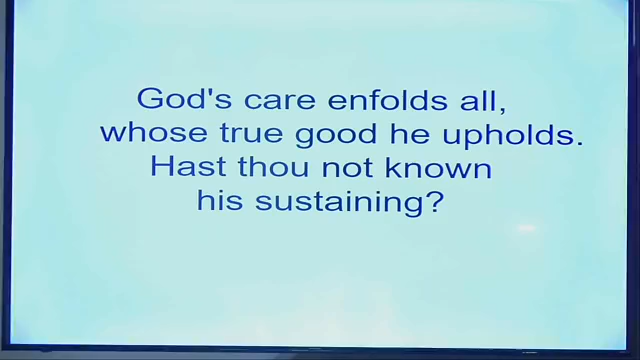 God's care enfolds all,
whose true good he upholds.
Hast thou not known
his sustaining?